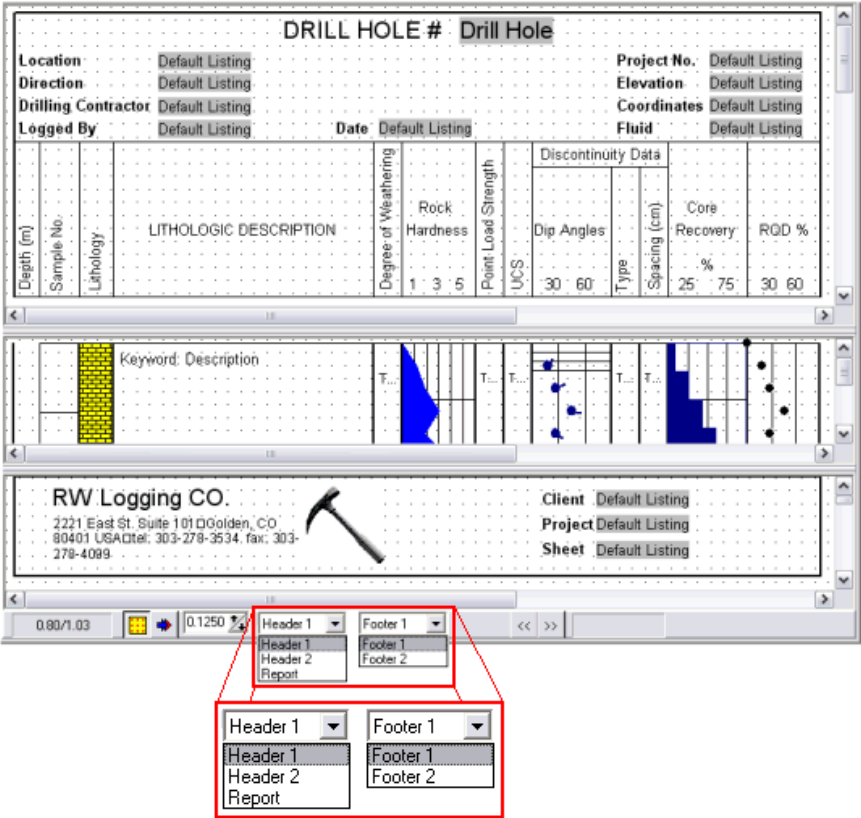 DRILL HOLE # Drill Hole
Location Default Listing Project No. Default Listing
Direction Default Listing Elevation Default Listing
Drilling Contractor Default Listing Coordinates Default Listing
Logged By Default Listing Date Default Listing Fluid Default Listing
Depth (m)
Sample No.
Lithology
LITHOLOGIC DESCRIPTION
Degree of Weathering
Rock
Hardness
1 3 5
Point Load Strength
UCS
Discontinuity Data
Dip Angles
30 60
Type
Spacing (cm)
Core
Recovery
%
25 75
RQD %
30 60
Keyword: Description
T... T... T... T... T...
RW Logging CO.
2221 East St. Suite 101□Golden, CO
80401 USA□tel: 303-278-3534. fax: 303-
278-4099
Client Default Listing
Project Default Listing
Sheet Default Listing
0.80/1.03 0.1250 Header 1 Footer 1 << >>
Header 1 Footer 1
Header 2 Footer 2
Report
Header 1 Footer 1
Header 1 Footer 1
Header 2 Footer 2
Report